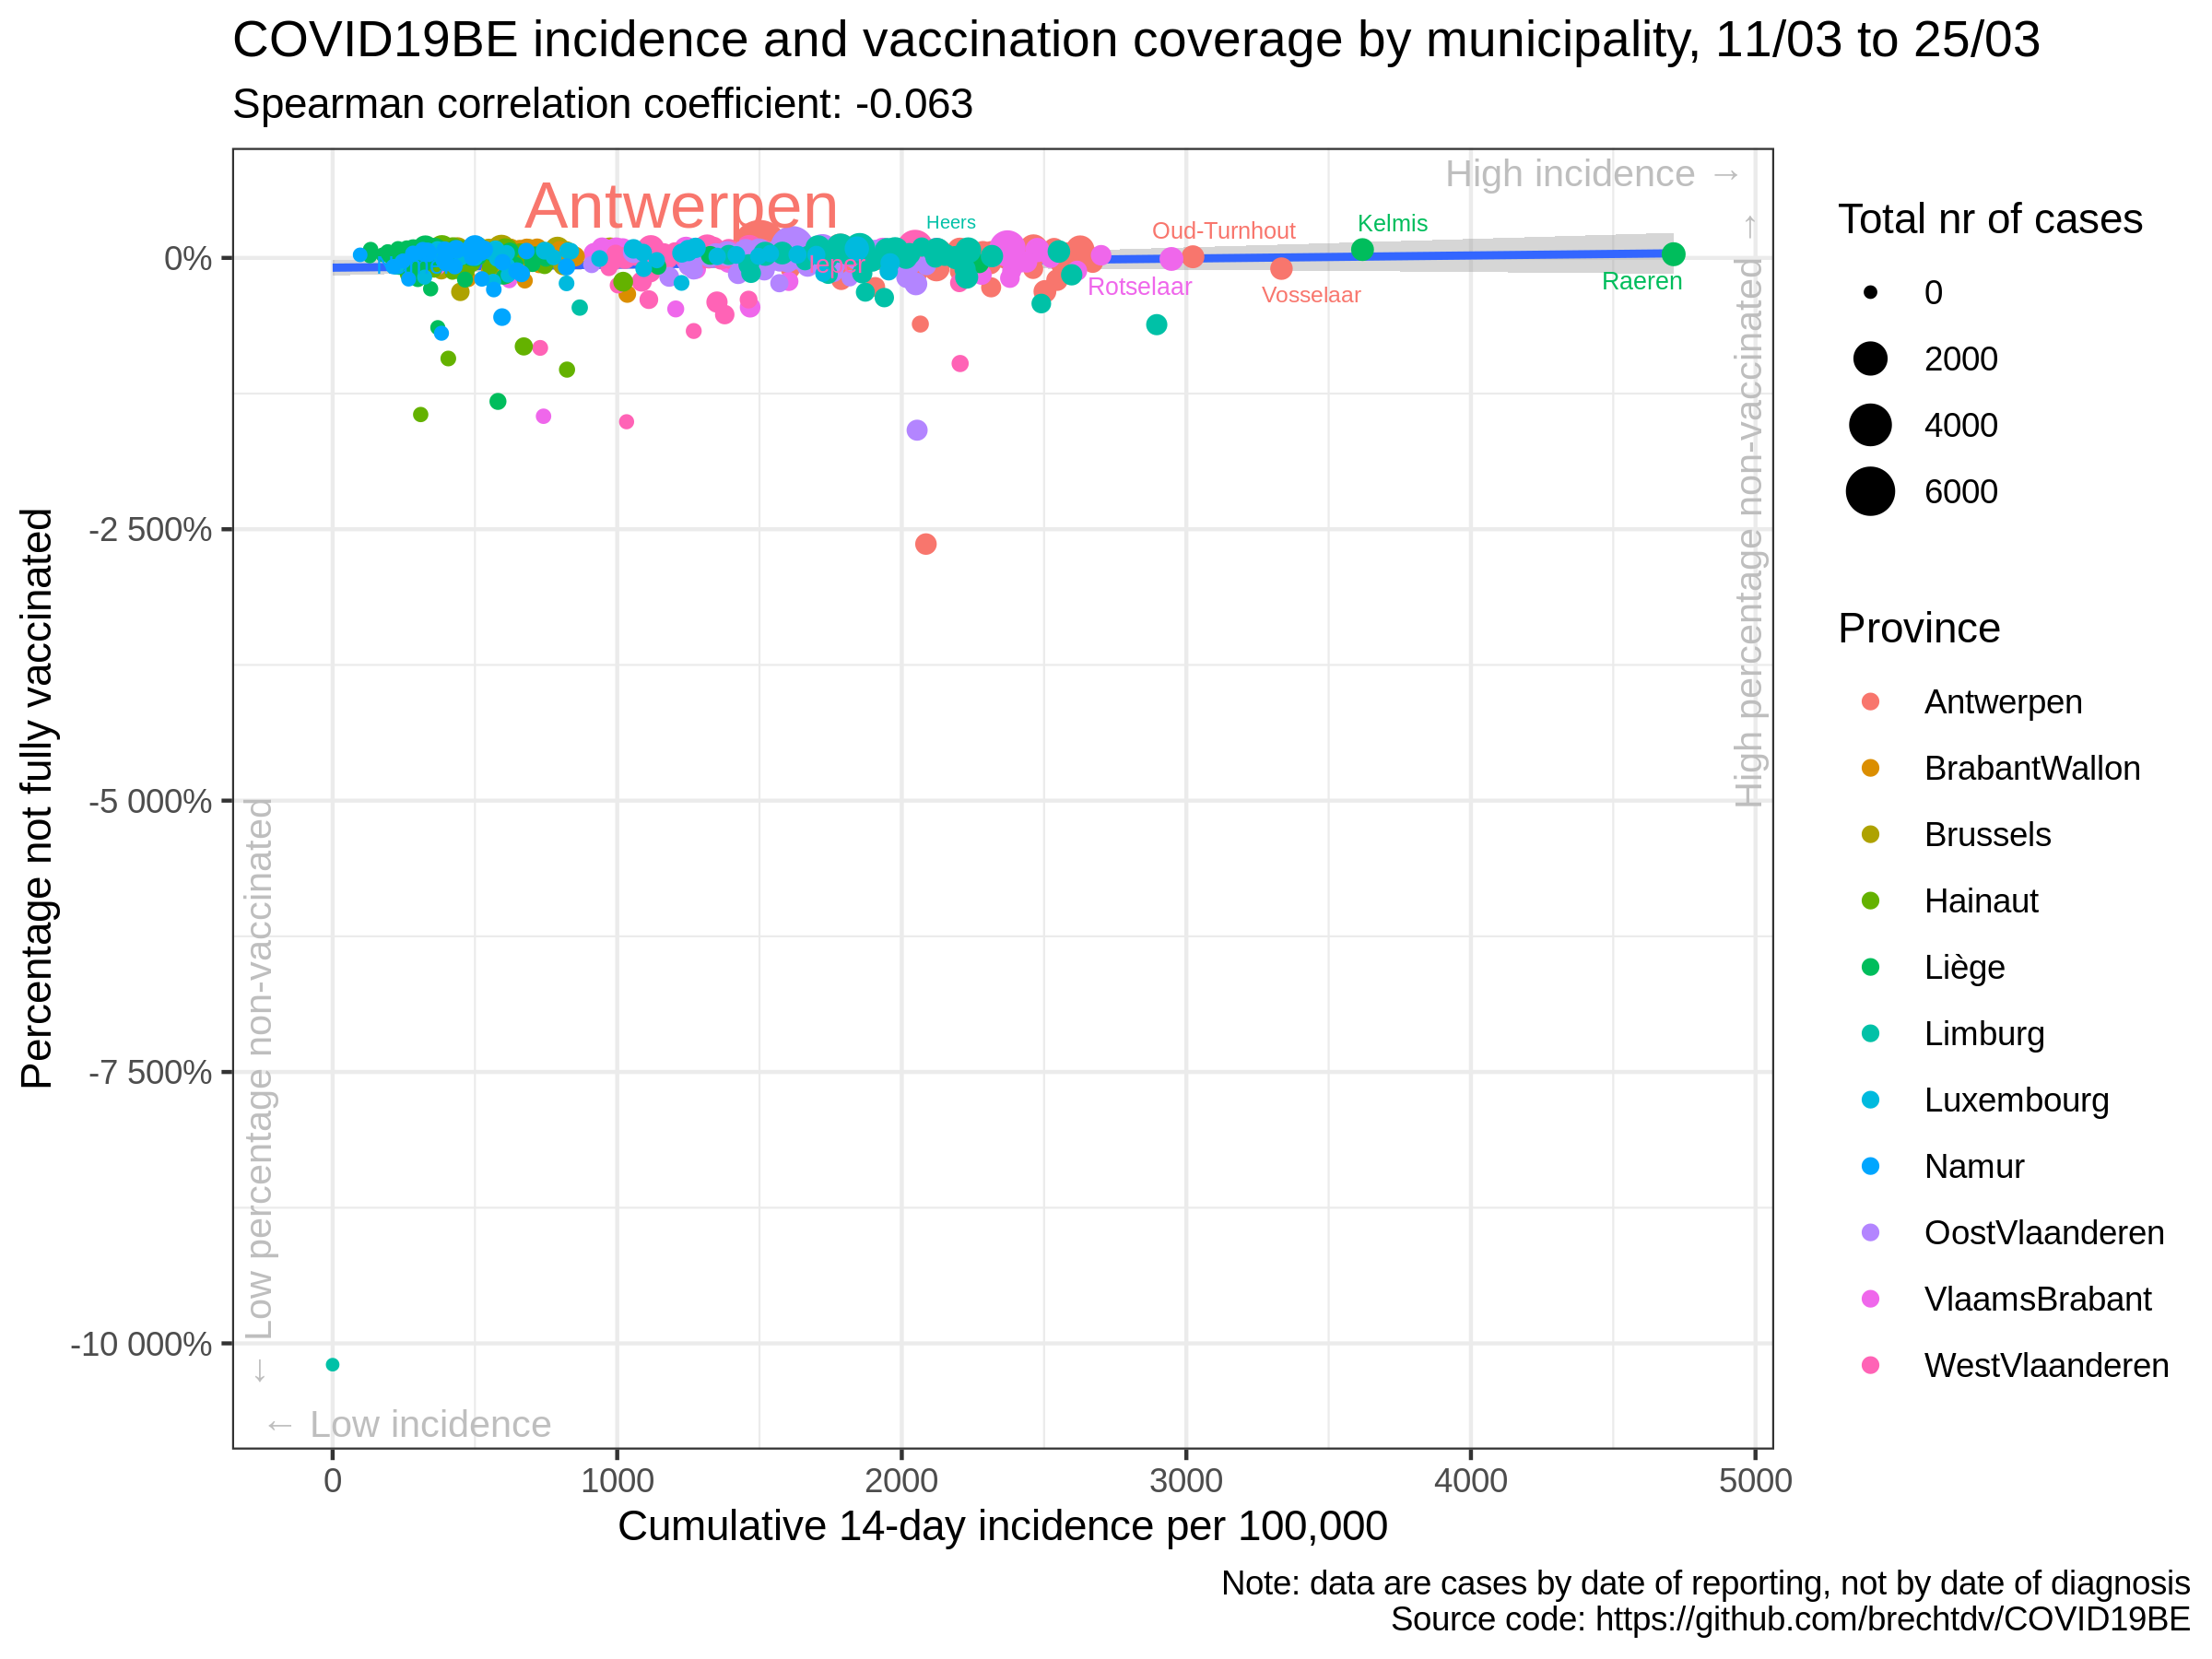 COVID19BE incidence and vaccination coverage by municipality, 11/03 to 25/03
Spearman correlation coefficient: -0.063
High incidence →
High percentage non-vaccinated →
← Low percentage non-vaccinated
← Low incidence
Antwerpen
Heers
Ieper
Oud-Turnhout
Kelmis
Rotselaar
Vosselaar
Raeren
Percentage not fully vaccinated
0%
-2 500%
-5 000%
-7 500%
-10 000%
0
1000
2000
3000
4000
5000
Cumulative 14-day incidence per 100,000
Total nr of cases
0
2000
4000
6000
Province
Antwerpen
BrabantWallon
Brussels
Hainaut
Liège
Limburg
Luxembourg
Namur
OostVlaanderen
VlaamsBrabant
WestVlaanderen
Note: data are cases by date of reporting, not by date of diagnosis
Source code: https://github.com/brechtdv/COVID19BE